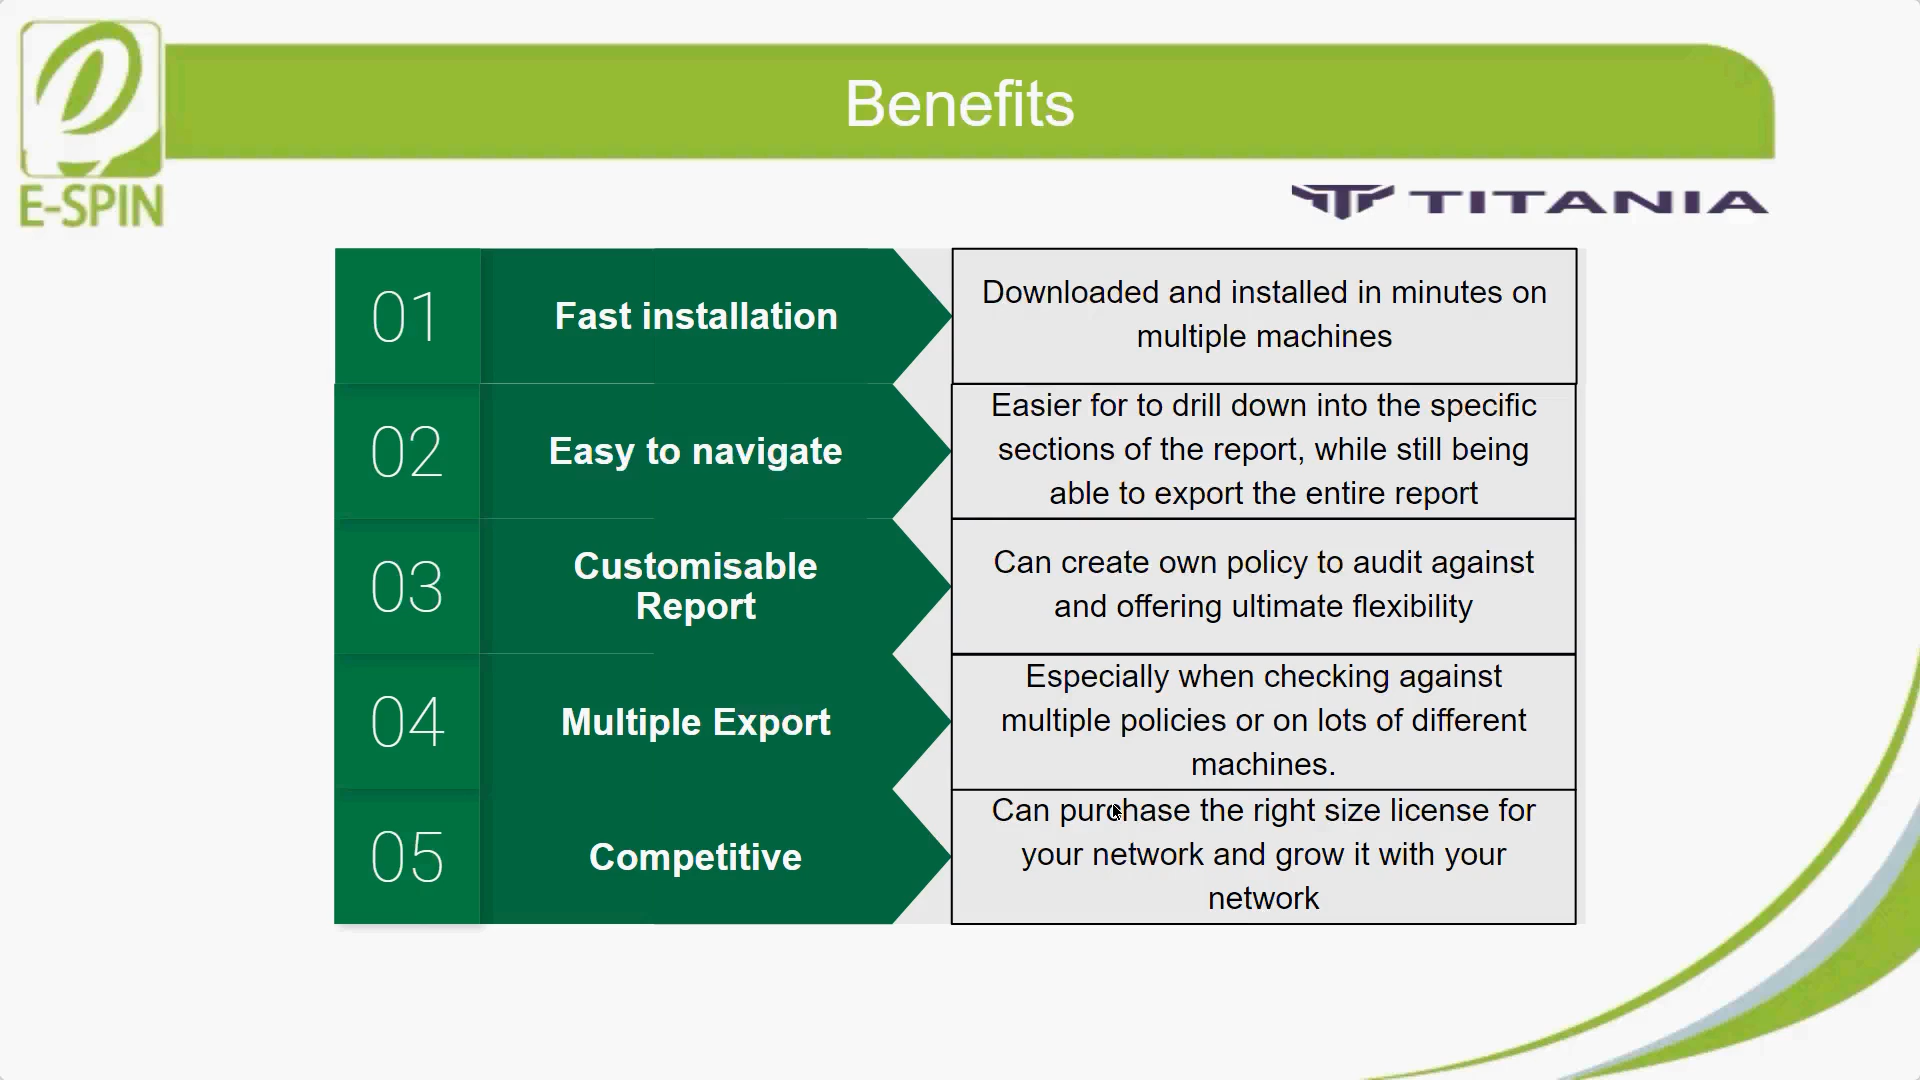 Benefits
E-SPIN
TITANIA
01
Fast installation
Downloaded and installed in minutes on
multiple machines
02
Easy to navigate
Easier for to drill down into the specific
sections of the report, while still being
able to export the entire report
03
Customisable
Report
Can create own policy to audit against
and offering ultimate flexibility
04
Multiple Export
Especially when checking against
multiple policies or on lots of different
machines.
05
Competitive
Can purchase the right size license for
your network and grow it with your
network